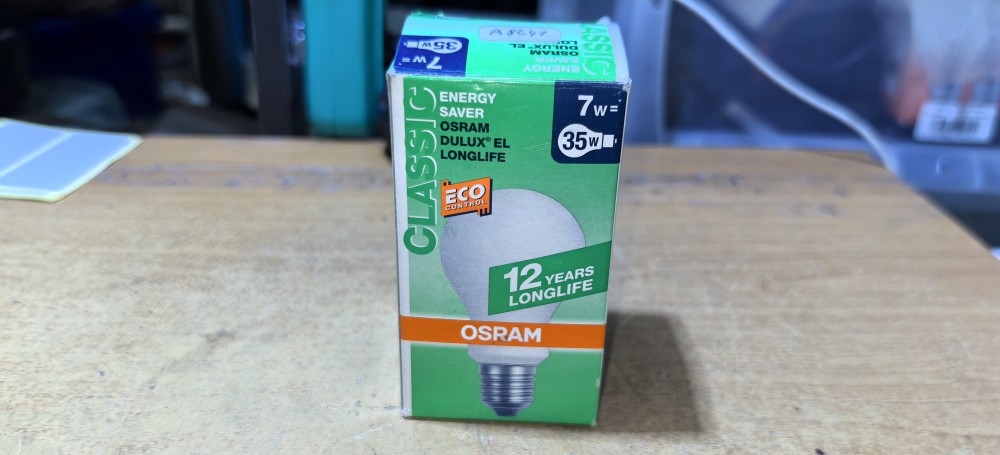 7W=
35W
OSRAM
DULUX® EL
ENERGY
SAVER
CLASSIC
ENERGY
SAVER
OSRAM
DULUX® EL
LONGLIFE
7W=
35W
ECO
CONTROL
12 YEARS
LONGLIFE
OSRAM